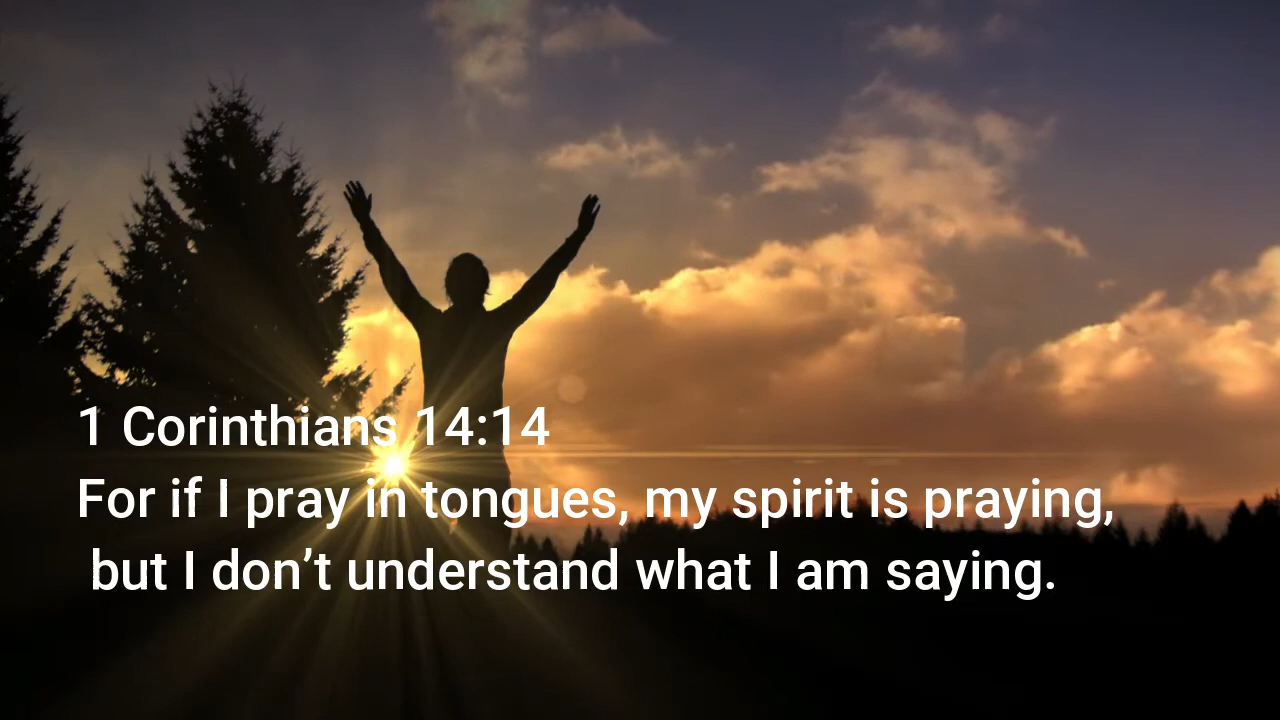 1 Corinthians 14:14
For if I pray in tongues, my spirit is praying,
but I don’t understand what I am saying.